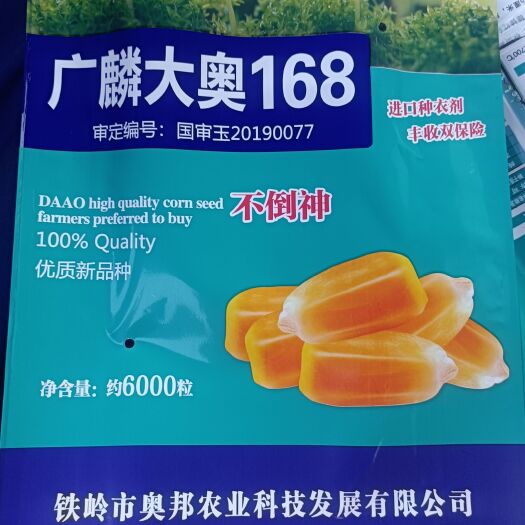 广麟大奥168
审定编号：国审玉20190077
进口种衣剂
丰收双保险
DAAO high quality corn seed
farmers preferred to buy
不倒神
100% Quality
优质新品种
净含量：约6000粒
铁岭市奥邦农业科技发展有限公司